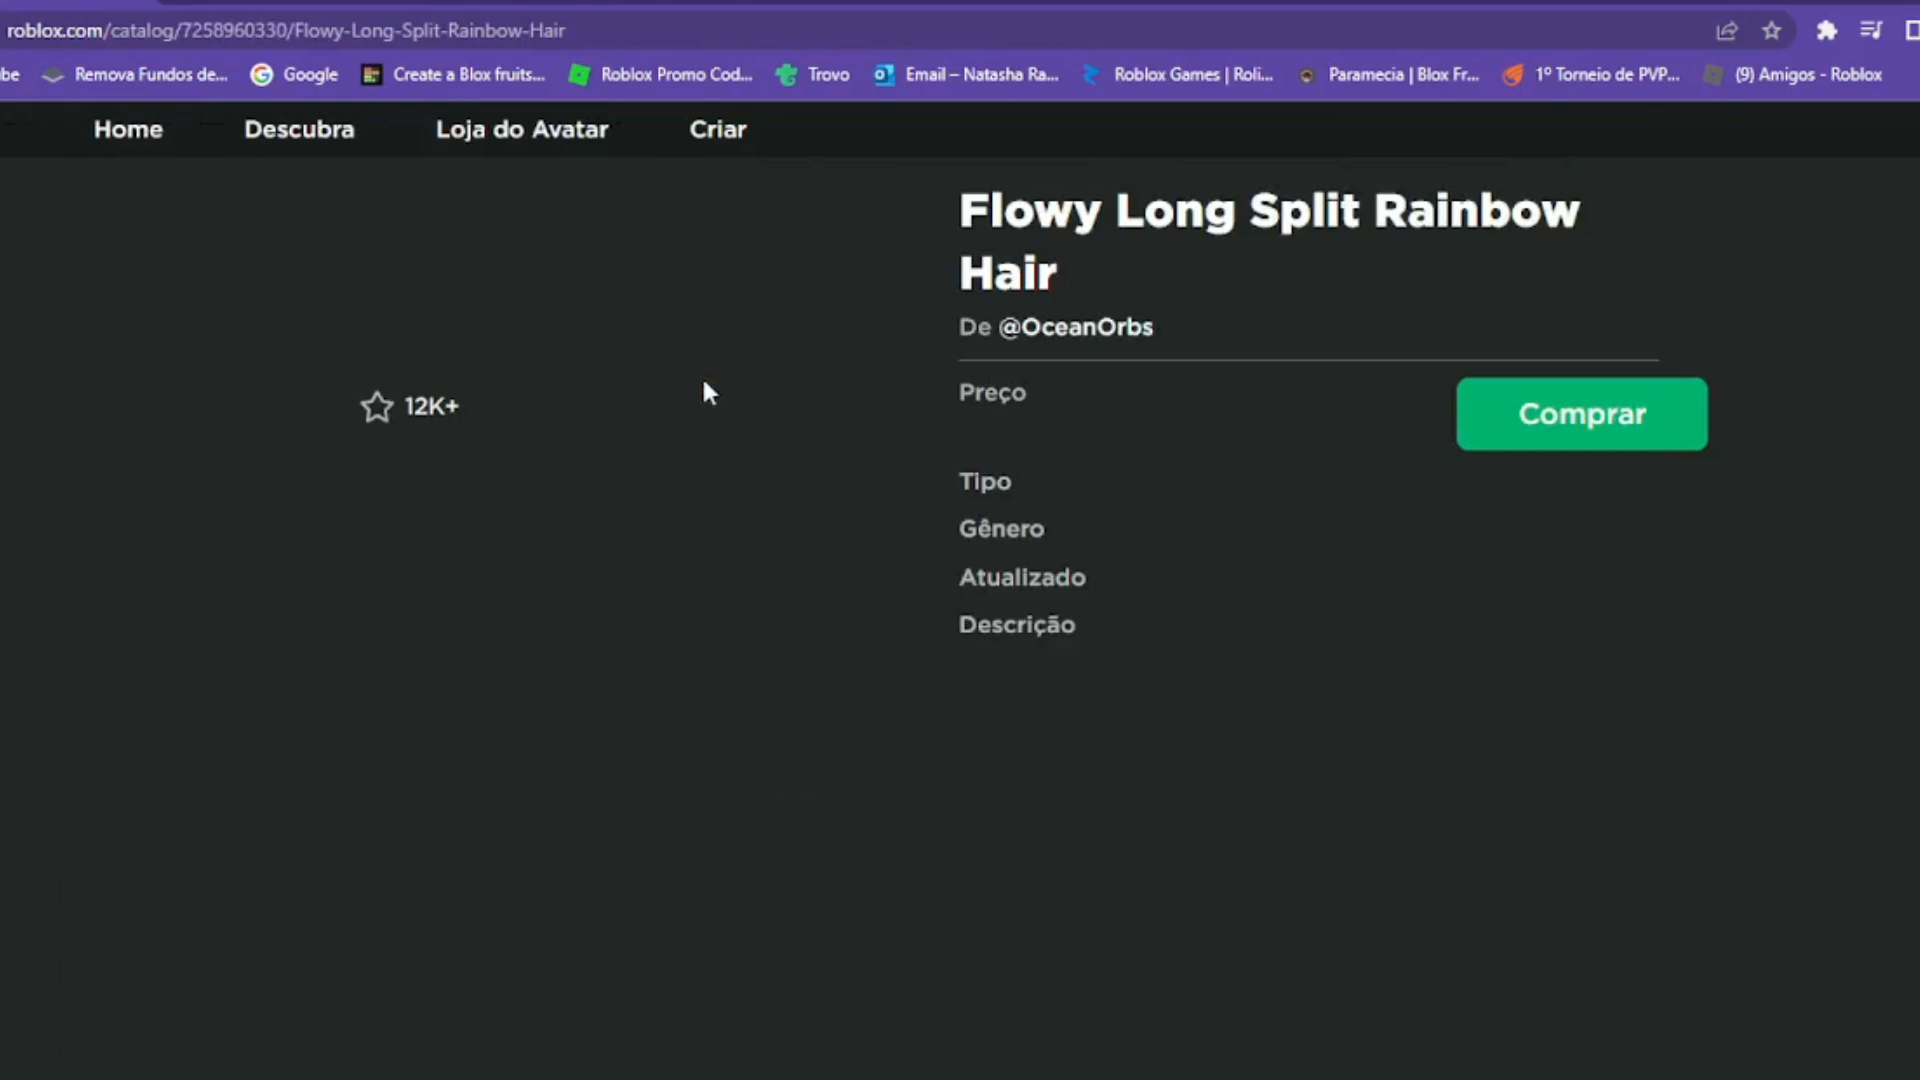 roblox.com/catalog/7258960330/Flowy-Long-Split-Rainbow-Hair
be Remova Fundos de... Google Create a Blox fruits... Roblox Promo Cod... Trovo Email – Natasha Ra... Roblox Games | Roli... Paramecia | Blox Fr... 1º Torneio de PVP... (9) Amigos - Roblox
Home Descubra Loja do Avatar Criar
Flowy Long Split Rainbow
Hair
De @OceanOrbs
Preço
Comprar
12K+
Tipo
Gênero
Atualizado
Descrição